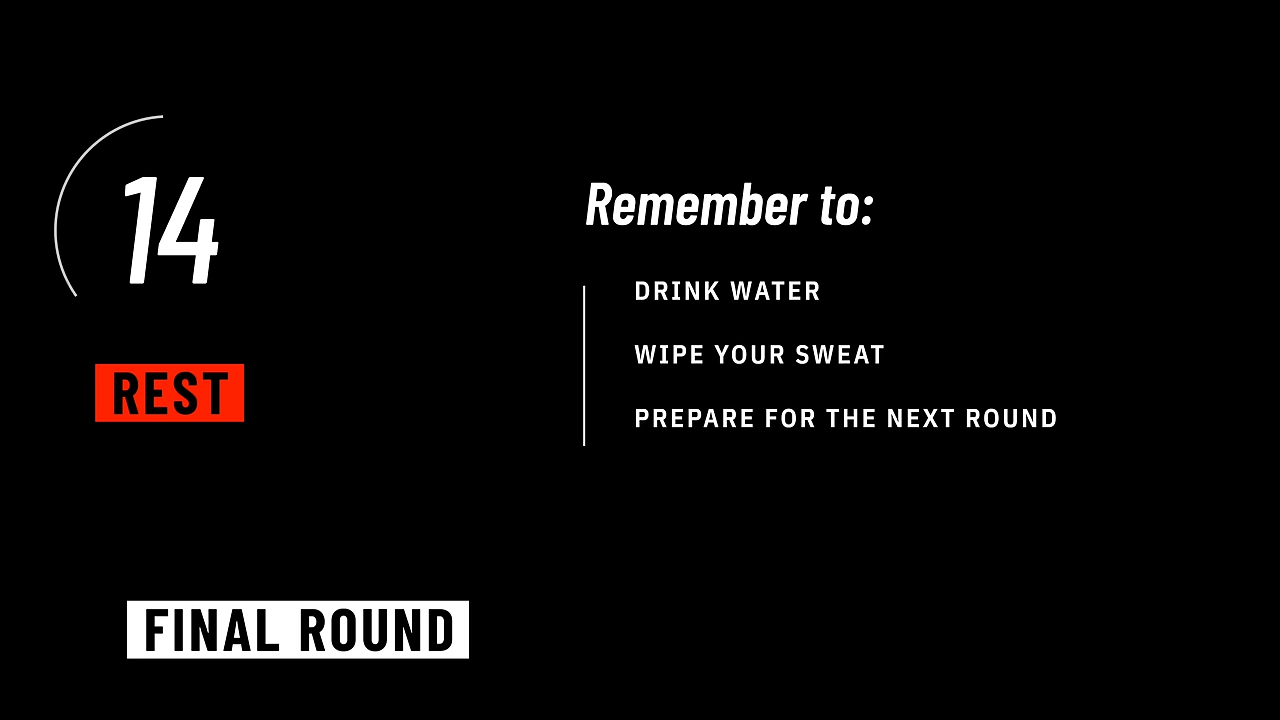 14
REST
Remember to:
DRINK WATER
WIPE YOUR SWEAT
PREPARE FOR THE NEXT ROUND
FINAL ROUND